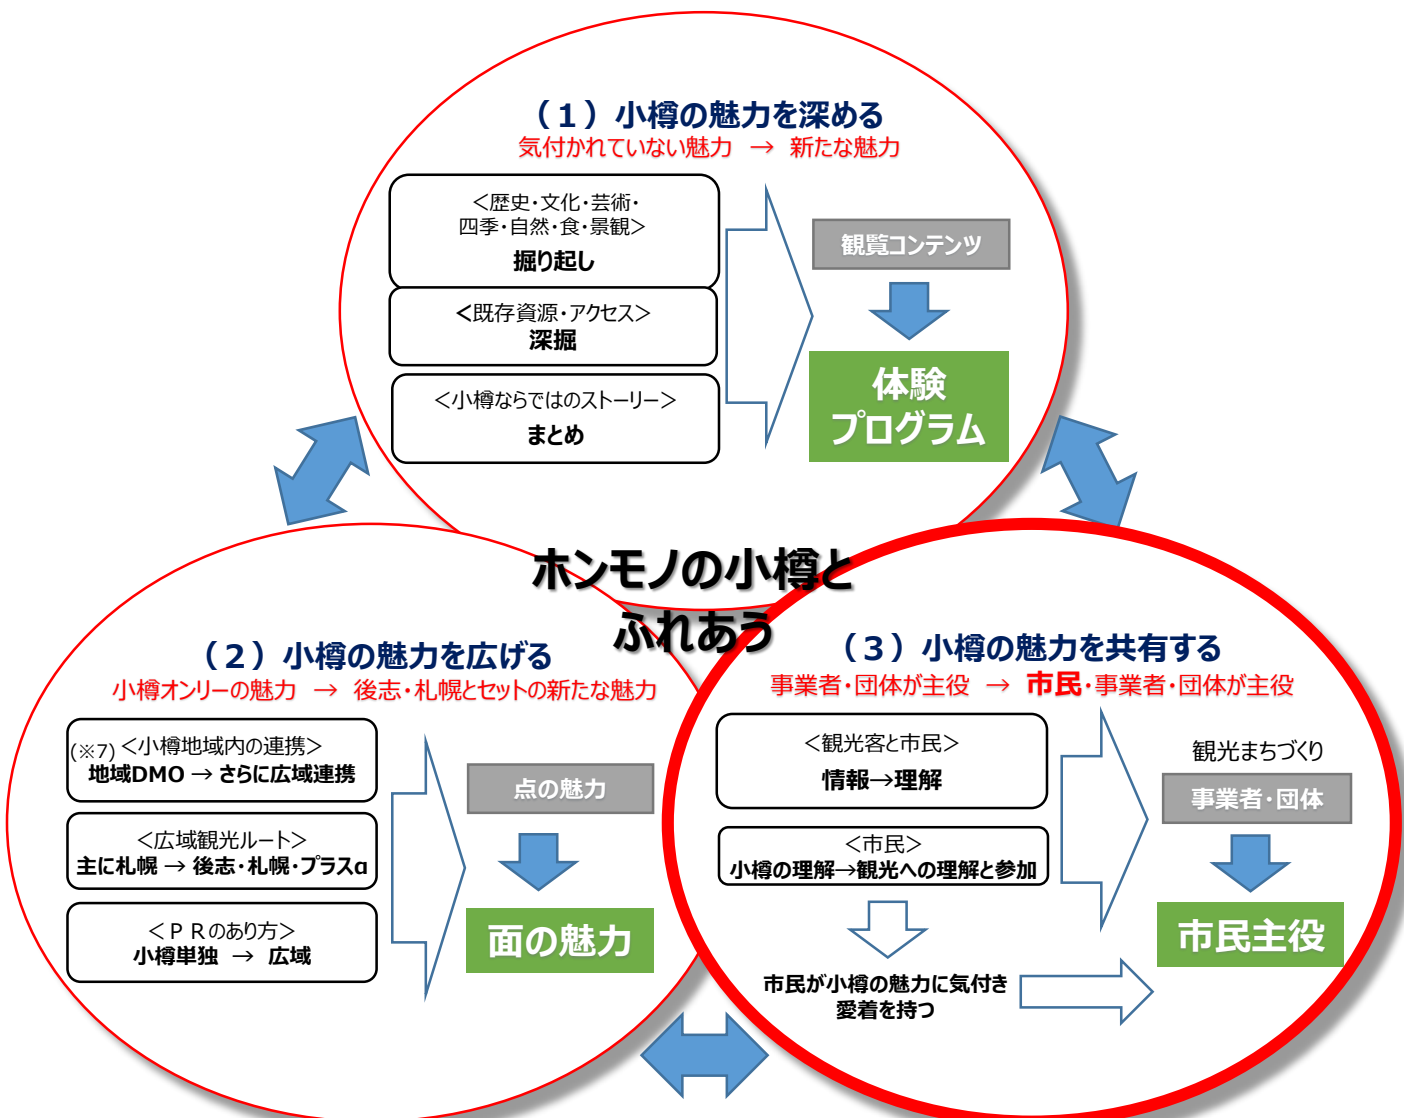 （１）小樽の魅力を深める
気付かれていない魅力 → 新たな魅力
＜歴史・文化・芸術・
四季・自然・食・景観＞
掘り起し
＜既存資源・アクセス＞
深掘
＜小樽ならではのストーリー＞
まとめ
観覧コンテンツ
体験
プログラム
ホンモノの小樽と
ふれあう
（２）小樽の魅力を広げる
小樽オンリーの魅力 → 後志・札幌とセットの新たな魅力
(※7) ＜小樽地域内の連携＞
地域DMO → さらに広域連携
＜広域観光ルート＞
主に札幌 → 後志・札幌・プラスα
＜ＰＲのあり方＞
小樽単独 → 広域
点の魅力
面の魅力
（３）小樽の魅力を共有する
事業者・団体が主役 → 市民・事業者・団体が主役
＜観光客と市民＞
情報→理解
＜市民＞
小樽の理解→観光への理解と参加
市民が小樽の魅力に気付き
愛着を持つ
観光まちづくり
事業者・団体
市民主役